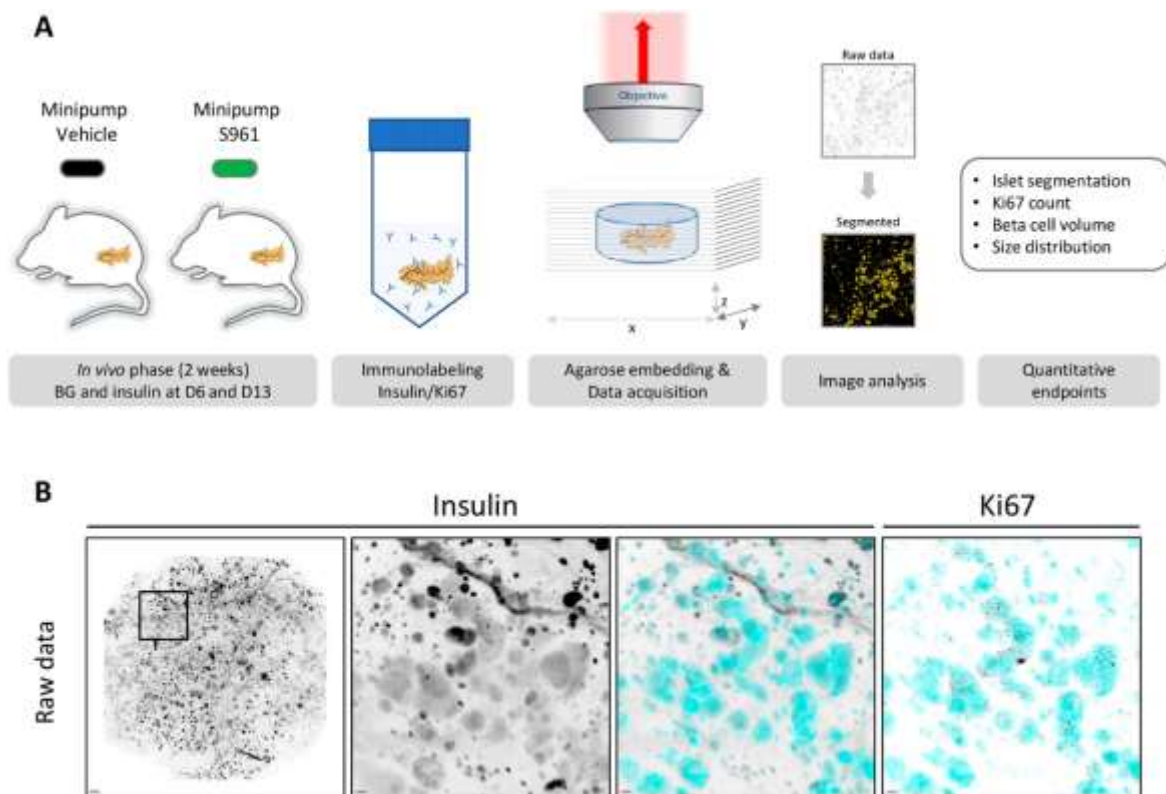 A
Minipump
Vehicle
Minipump
S961
Objective
Raw data
Segmented
• Islet segmentation
• Ki67 count
• Beta cell volume
• Size distribution
x
z
y
In vivo phase (2 weeks)
BG and insulin at D6 and D13
Immunolabeling
Insulin/Ki67
Agarose embedding &
Data acquisition
Image analysis
Quantitative
endpoints
B
Insulin
Ki67
Raw data